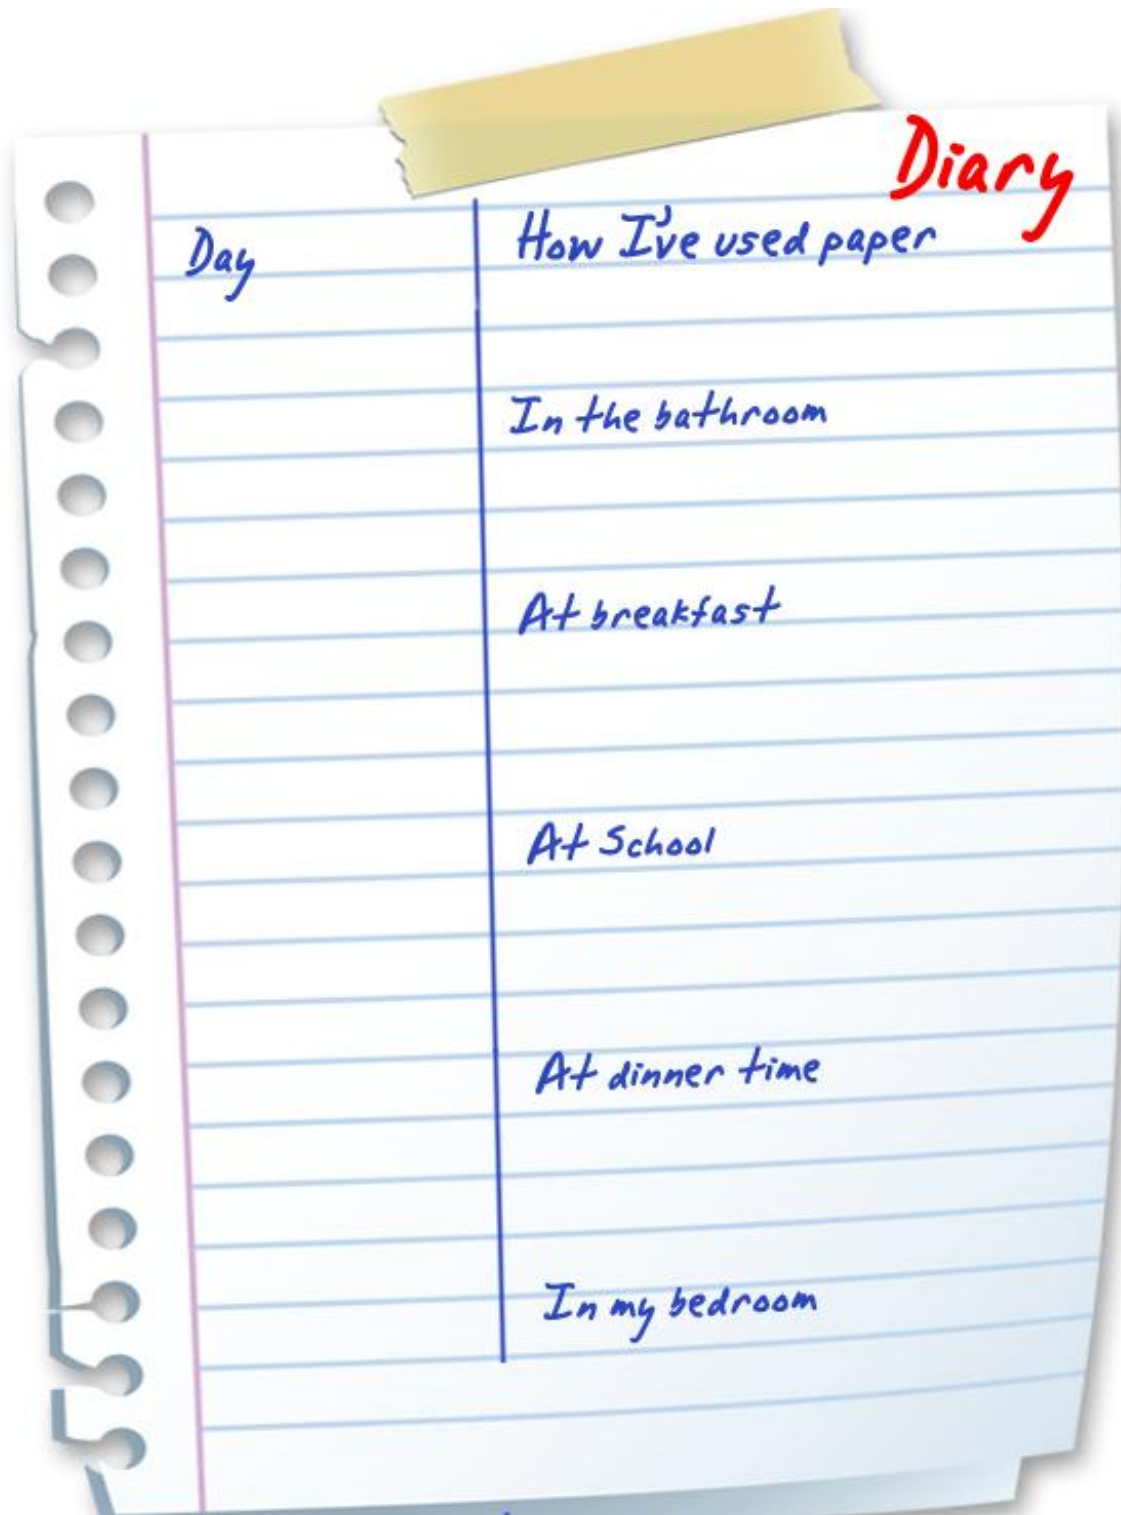 Diary
Day How I've used paper
In the bathroom
At breakfast
At School
At dinner time
In my bedroom